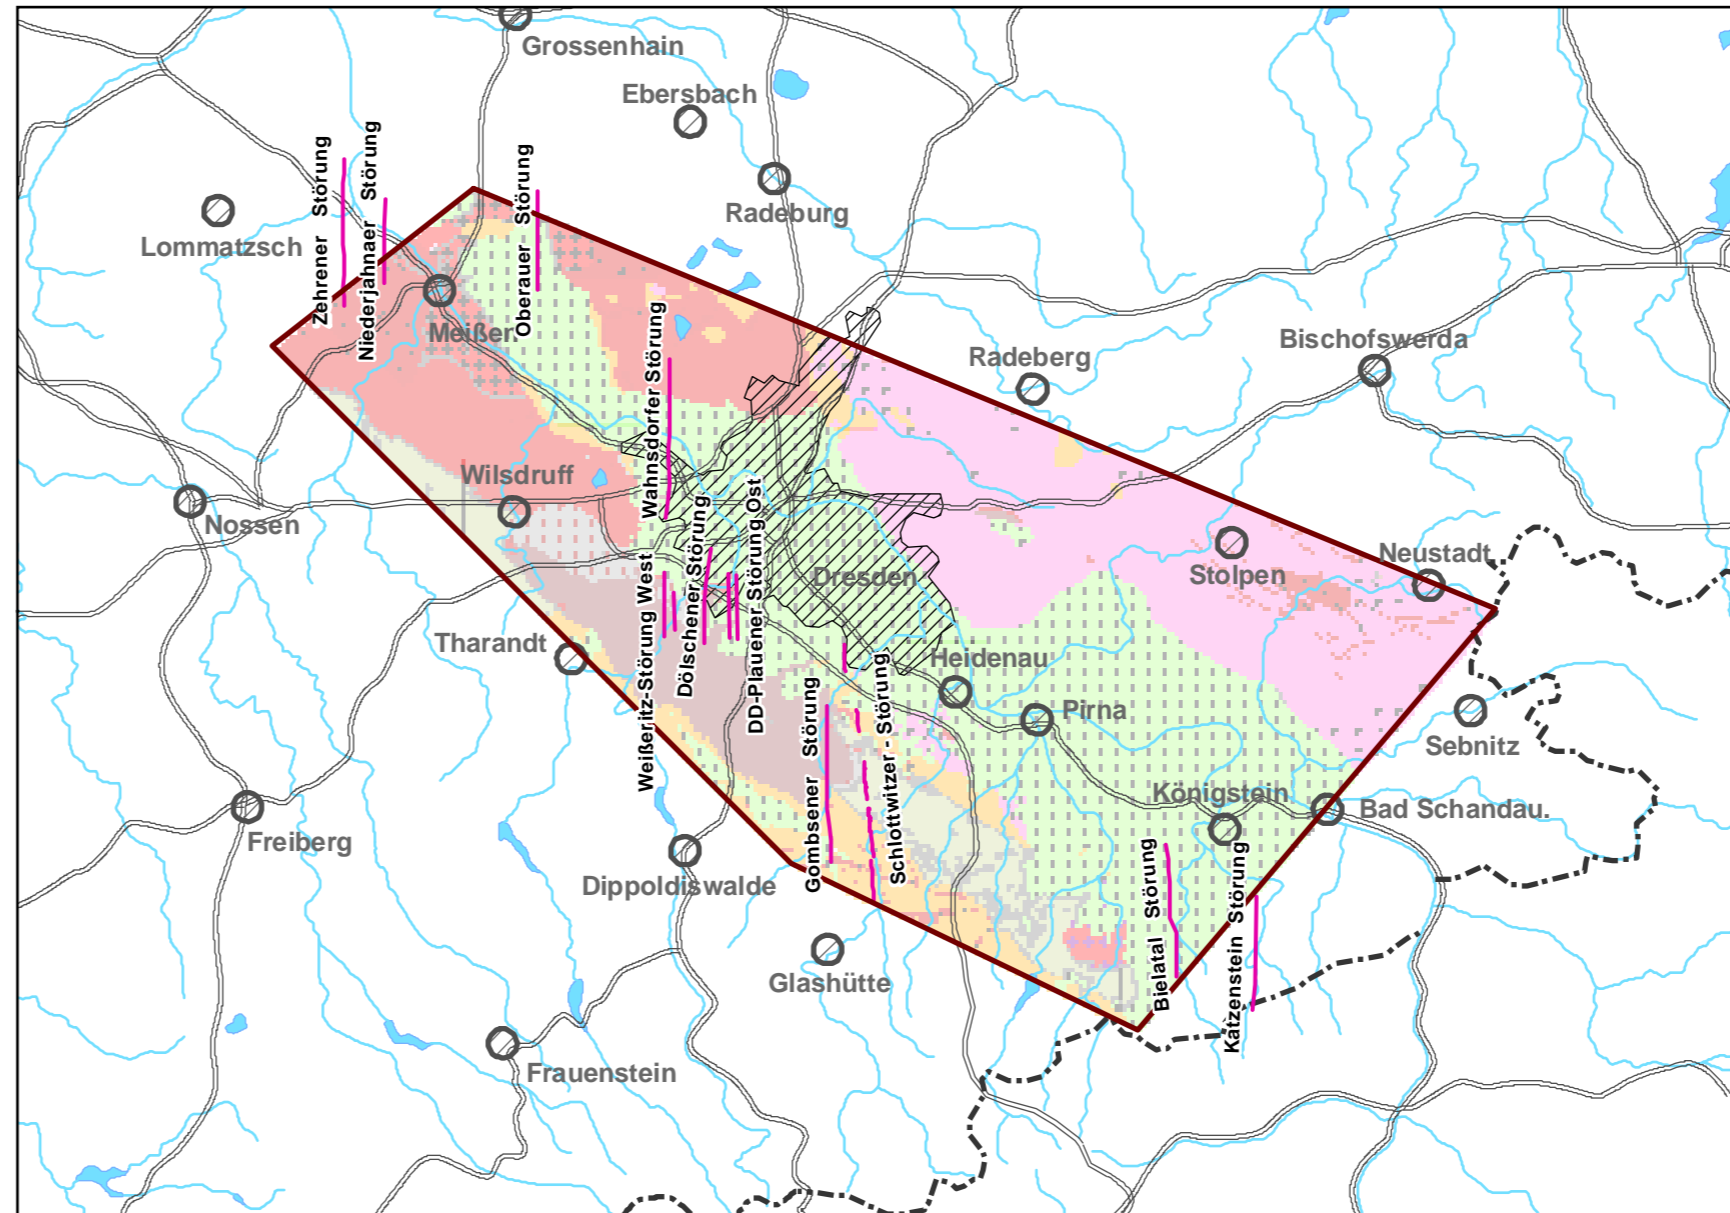 Grossenhain
Ebersbach
Radeburg
Lommatzsch
Zehrener Störung
Niederjahnaer Störung
Oberauer Störung
Meißen
Radeberg
Bischofswerda
Wahnsdorfer Störung
Wilsdruff
Nossen
Dresden
Stolpen
Neustadt
Tharandt
Weißeritz-Störung West
Dölschener Störung
DD-Plauener Störung Ost
Heidenau
Pirna
Sebnitz
Gombsener Störung
Schlottwitzer - Störung
Königstein
Bad Schandau.
Freiberg
Dippoldiswalde
Glashütte
Bielatal Störung
Katzenstein Störung
Frauenstein